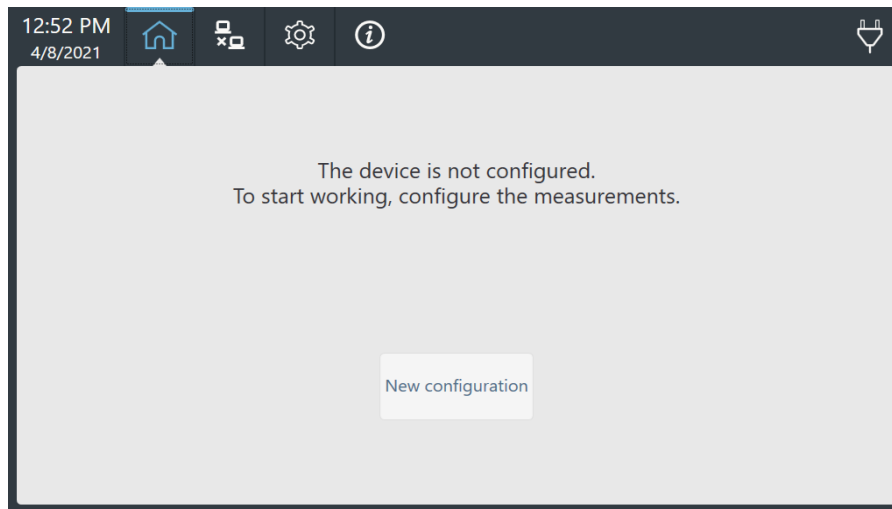 12:52 PM
4/8/2021
The device is not configured.
To start working, configure the measurements.
New configuration